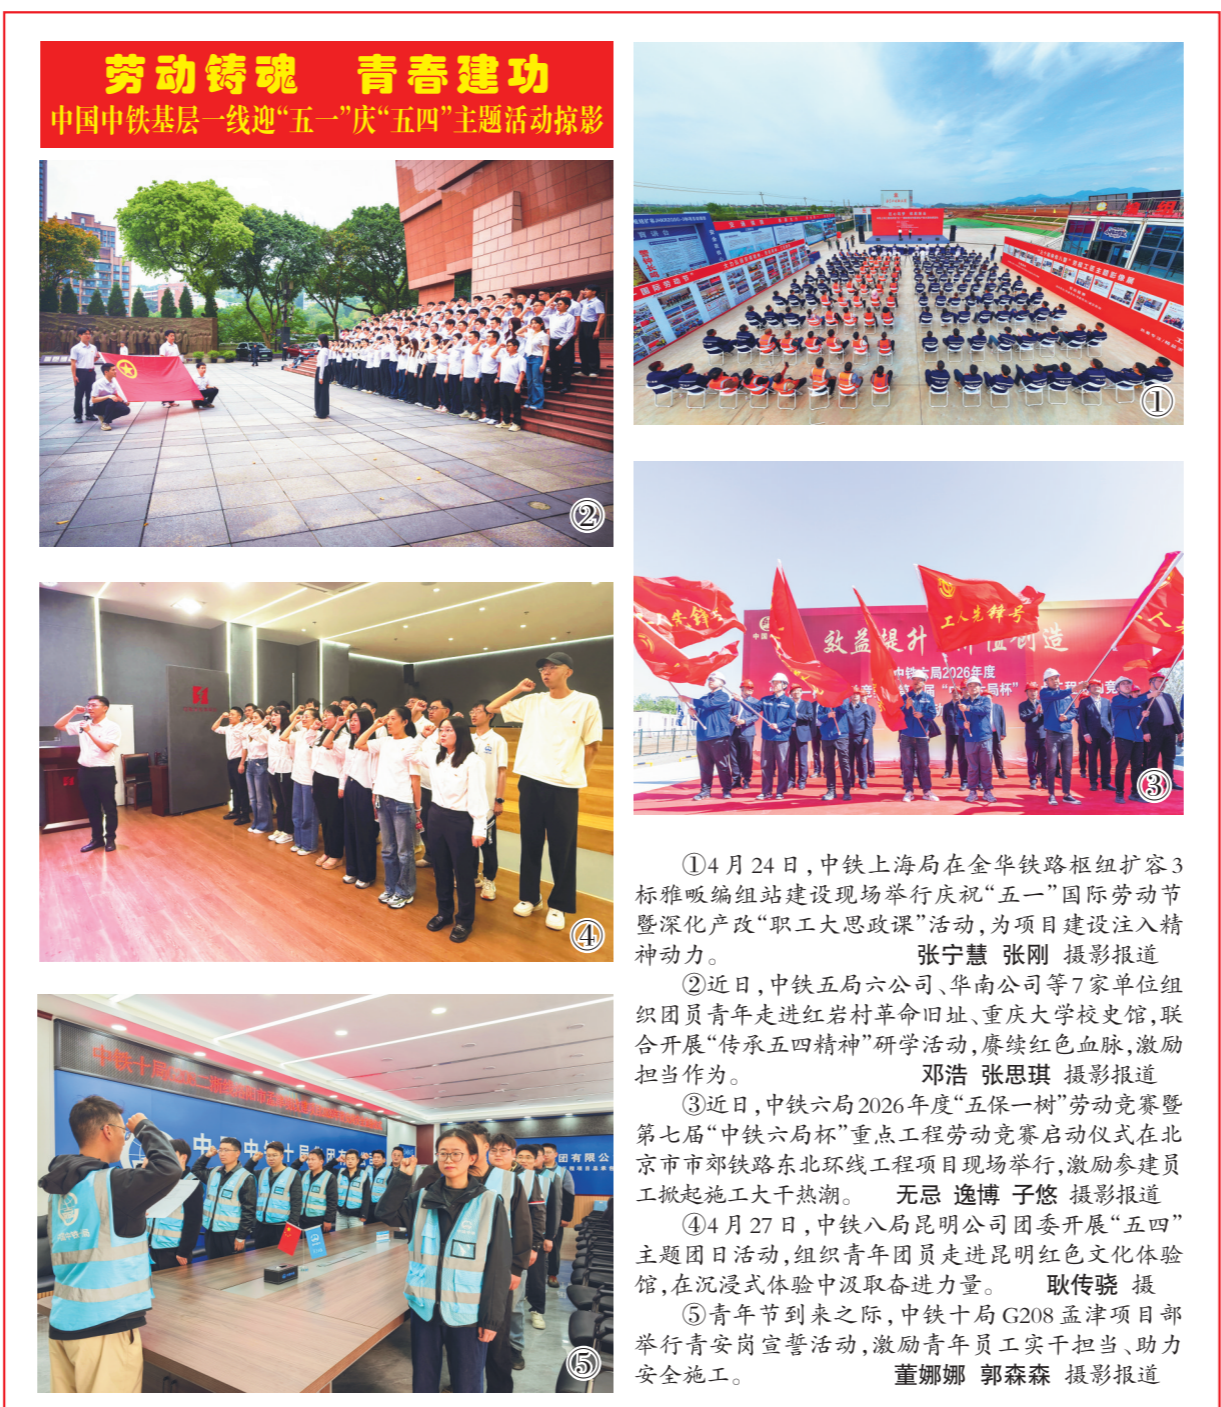 劳动铸魂 青春建功
中国中铁基层一线迎“五一”庆“五四”主题活动掠影
①
②
工人先锋号
效益提升
中铁六局2026年度
③
④
中铁十局
⑤
①4月24日,中铁上海局在金华铁路枢纽扩容3
标雅畈编组站建设现场举行庆祝“五一”国际劳动节
暨深化产改“职工大思政课”活动,为项目建设注入精
神动力。 张宁慧 张刚 摄影报道
②近日,中铁五局六公司、华南公司等7家单位组
织团员青年走进红岩村革命旧址、重庆大学校史馆,联
合开展“传承五四精神”研学活动,赓续红色血脉,激励
担当作为。 邓浩 张思琪 摄影报道
③近日,中铁六局2026年度“五保一树”劳动竞赛暨
第七届“中铁六局杯”重点工程劳动竞赛启动仪式在北
京市市郊铁路东北环线工程项目现场举行,激励参建员
工掀起施工大干热潮。 无忌 逸博 子悠 摄影报道
④4月27日,中铁八局昆明公司团委开展“五四”
主题团日活动,组织青年团员走进昆明红色文化体验
馆,在沉浸式体验中汲取奋进力量。 耿传骁 摄
⑤青年节到来之际,中铁十局G208孟津项目部
举行青安岗宣誓活动,激励青年员工实干担当、助力
安全施工。 董娜娜 郭森森 摄影报道